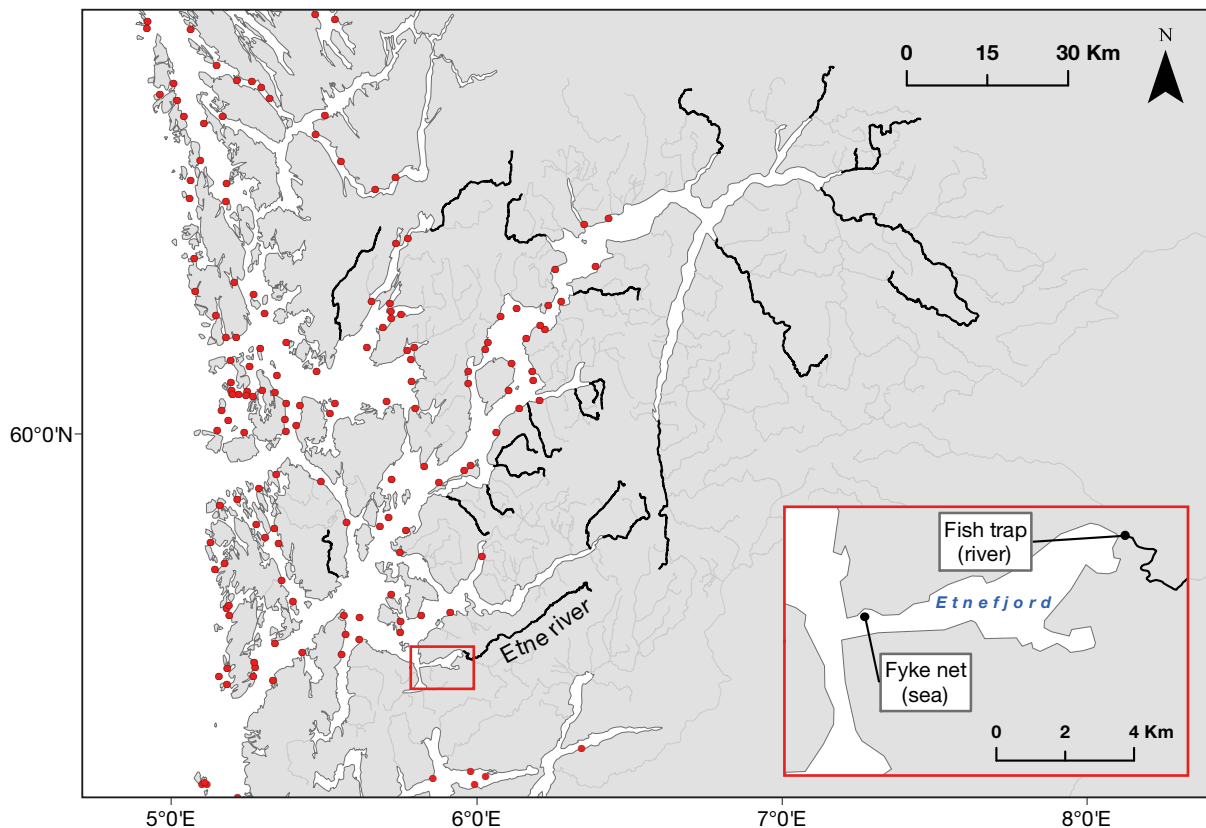 0 15 30 Km
N
60°0'N
Etne river
Fish trap
(river)
Etnefjord
Fyke net
(sea)
0 2 4 Km
5°0'E 6°0'E 7°0'E 8°0'E